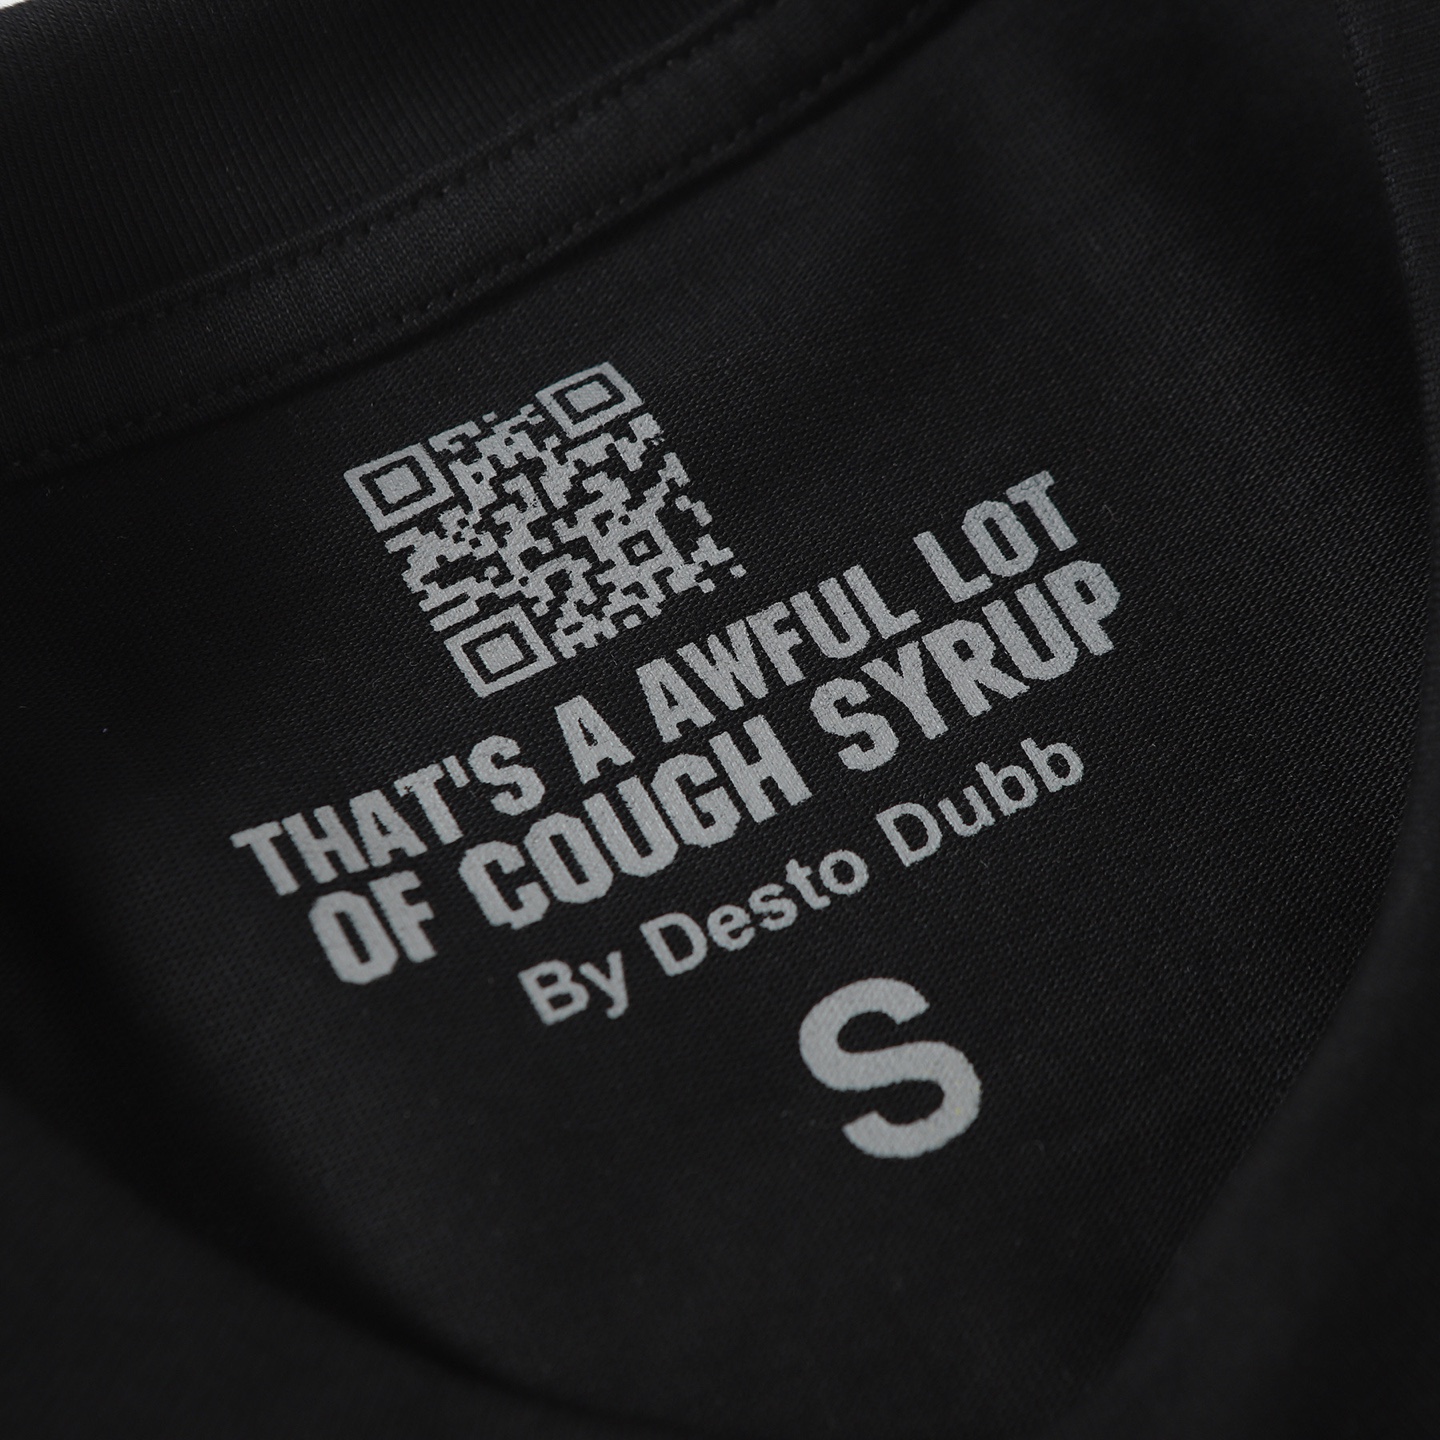 THAT'S A AWFUL LOT
OF COUGH SYRUP
By Desto Dubb
S